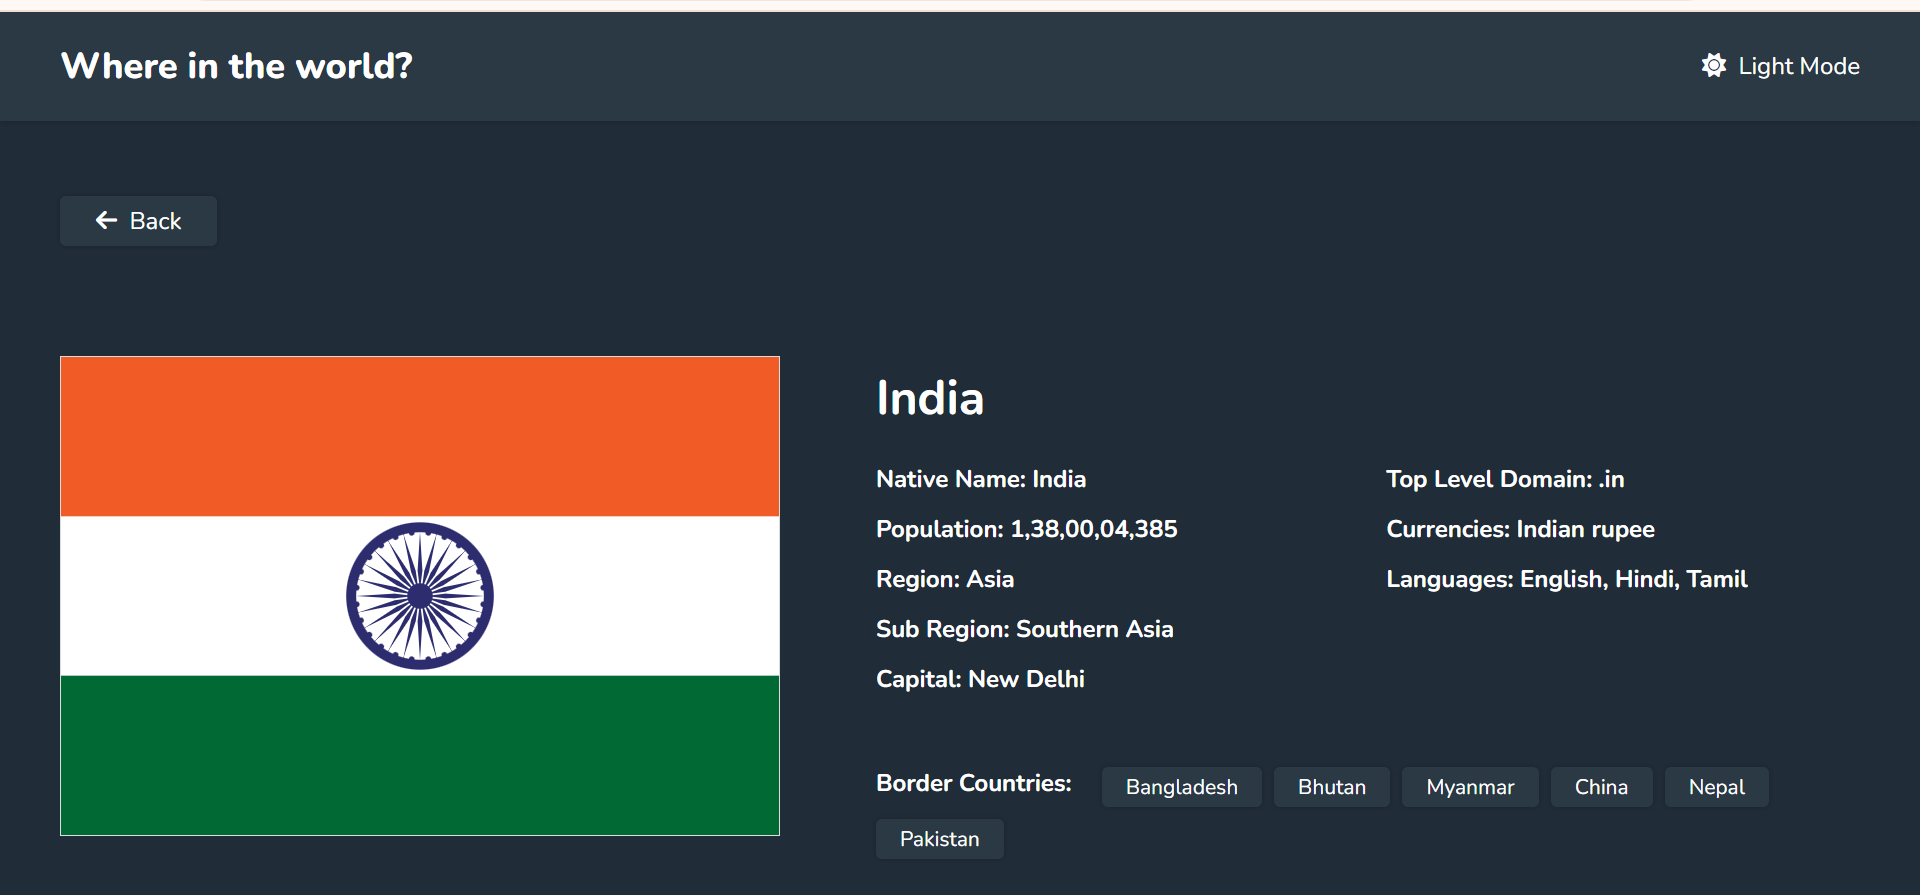 Where in the world?
Light Mode
Back
India
Native Name: India
Population: 1,38,00,04,385
Region: Asia
Sub Region: Southern Asia
Capital: New Delhi
Top Level Domain: .in
Currencies: Indian rupee
Languages: English, Hindi, Tamil
Border Countries: Bangladesh Bhutan Myanmar China Nepal
Pakistan